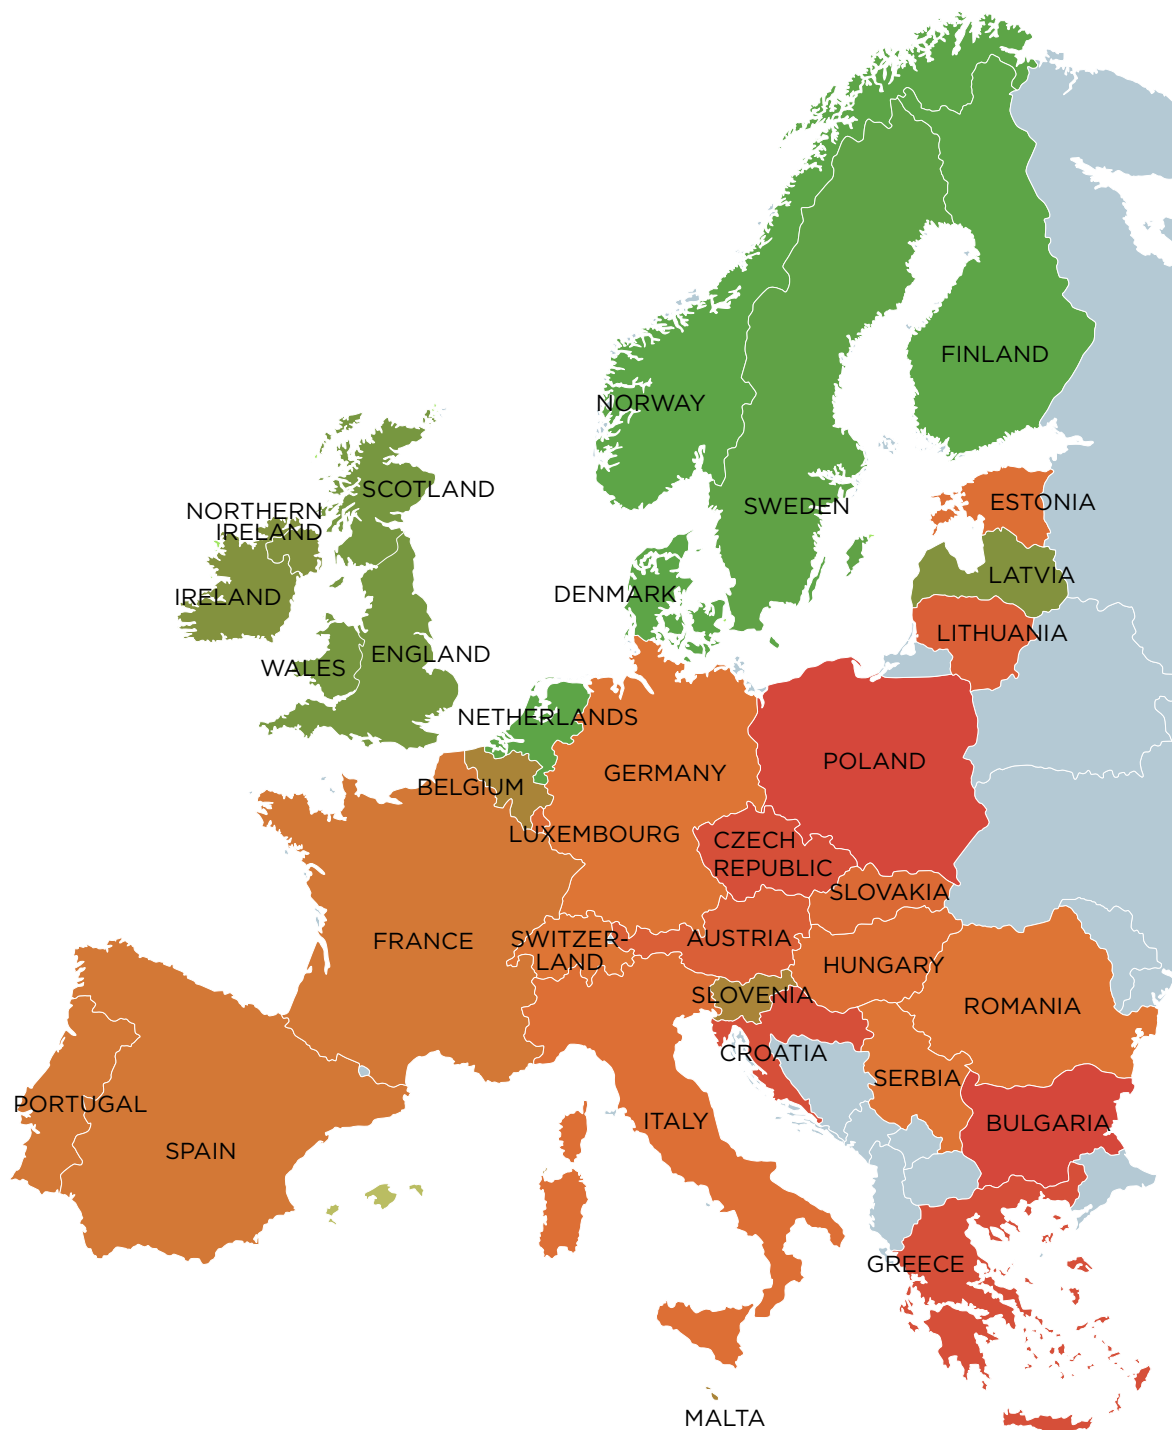 FINLAND
NORWAY
SCOTLAND
ESTONIA
SWEDEN
NORTHERN
IRELAND
LATVIA
DENMARK
IRELAND
LITHUANIA
ENGLAND
WALES
NETHERLANDS
POLAND
GERMANY
BELGIUM
LUXEMBOURG
CZECH
REPUBLIC
SLOVAKIA
FRANCE
SWITZER-
LAND
AUSTRIA
HUNGARY
SLOVENIA
ROMANIA
CROATIA
SERBIA
PORTUGAL
ITALY
BULGARIA
SPAIN
GREECE
MALTA